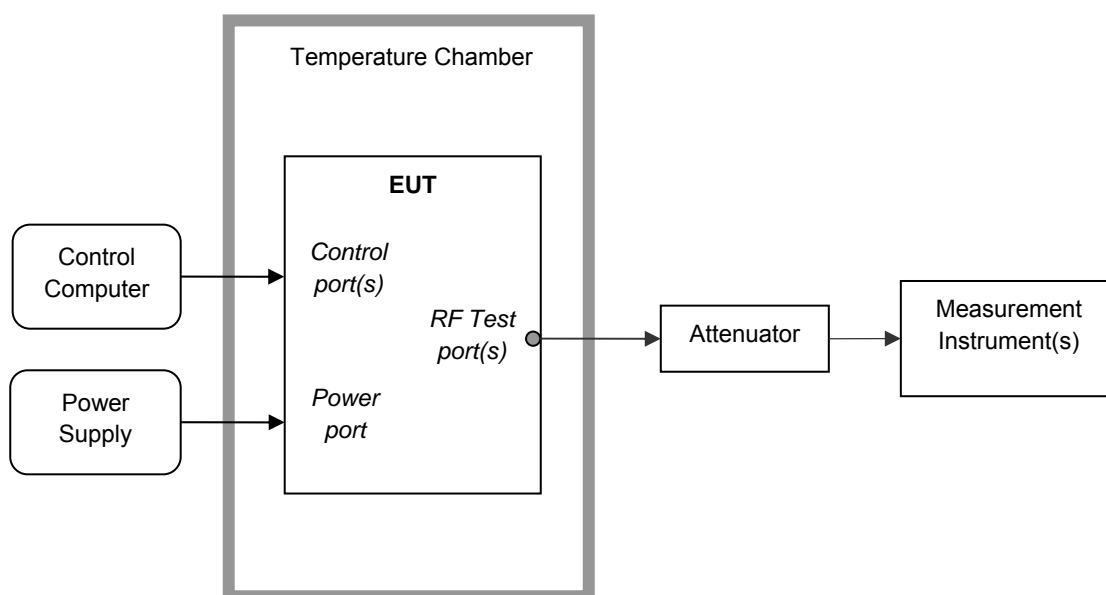 Temperature Chamber
EUT
Control
Computer
Control
port(s)
RF Test
port(s)
Attenuator
Measurement
Instrument(s)
Power
Supply
Power
port